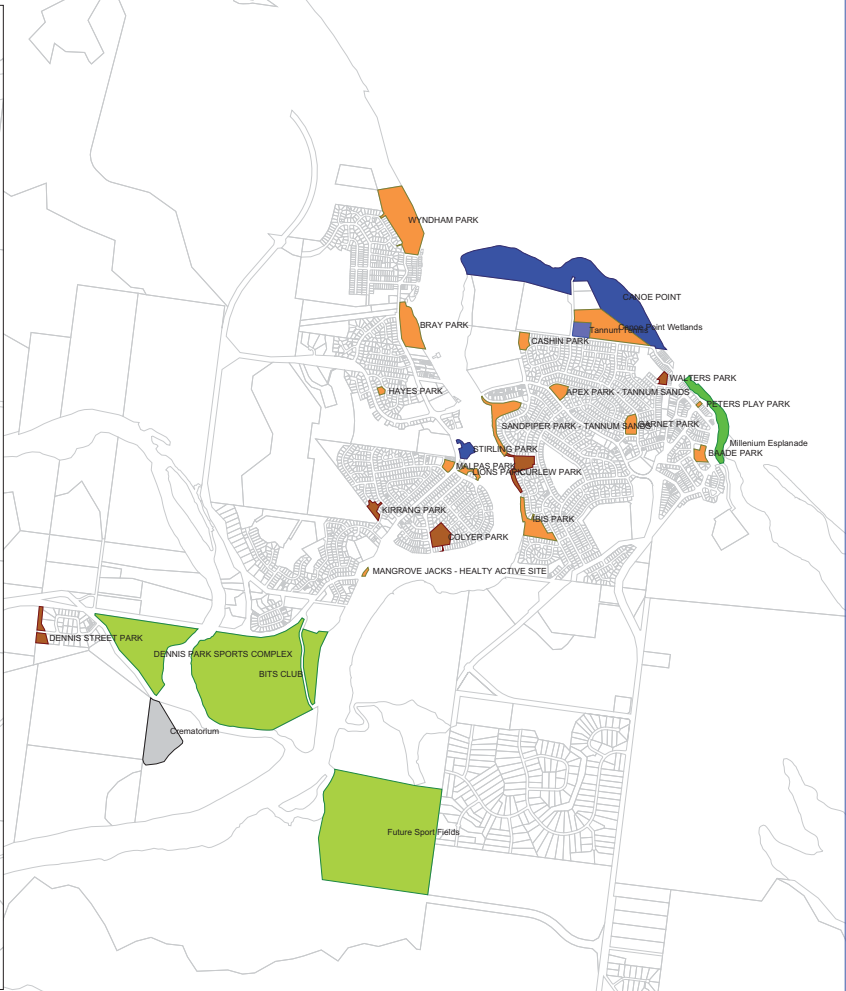 WYNDHAM PARK
CANOE POINT
BRAY PARK
Tannum Tennis
Canoe Point Wetlands
CASHIN PARK
WALTERS PARK
HAYES PARK
APEX PARK - TANNUM SANDS
PETERS PLAY PARK
SANDPIPER PARK - TANNUM SANDS
GARNET PARK
Millenium Esplanade
STIRLING PARK
BAADE PARK
MALPAS PARK
LIONS PARK
CURLEW PARK
KIRRANG PARK
IBIS PARK
COLYER PARK
MANGROVE JACKS - HEALTY ACTIVE SITE
DENNIS STREET PARK
DENNIS PARK SPORTS COMPLEX
BITS CLUB
Crematorium
Future Sport Fields